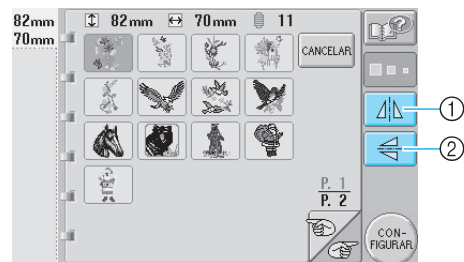 82mm
70mm
82mm 70mm 11
CANCELAR
1
2
P. 1
P. 2
CON-
FIGURAR